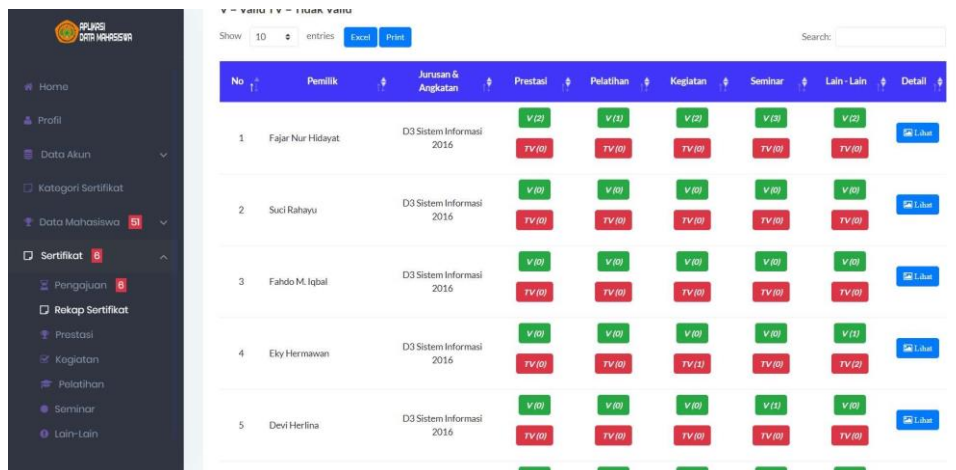 APLIKASI
DATA MAHASISWA
Home
Profil
Data Akun
Kategori Sertifikat
Data Mahasiswa 51
Sertifikat 6
Pengajuan 6
Rekap Sertifikat
Prestasi
Kegiatan
Pelatihan
Seminar
Lain-Lain
V = Valid TV = Tidak Valid
Show 10 entries Excel Print Search:
No Pemilik Jurusan & Angkatan Prestasi Pelatihan Kegiatan Seminar Lain - Lain Detail
1 Fajar Nur Hidayat D3 Sistem Informasi 2016 V (2) V (1) V (2) V (3) V (2) Lihat
TV (0) TV (0) TV (0) TV (0) TV (0)
2 Suci Rahayu D3 Sistem Informasi 2016 V (0) V (0) V (0) V (0) V (0) Lihat
TV (0) TV (0) TV (0) TV (0) TV (0)
3 Fahdo M. Iqbal D3 Sistem Informasi 2016 V (0) V (0) V (0) V (0) V (0) Lihat
TV (0) TV (0) TV (0) TV (0) TV (0)
4 Eky Hermawan D3 Sistem Informasi 2016 V (0) V (0) V (0) V (0) V (1) Lihat
TV (0) TV (0) TV (1) TV (0) TV (2)
5 Devi Herlina D3 Sistem Informasi 2016 V (0) V (0) V (0) V (1) V (0) Lihat
TV (0) TV (0) TV (0) TV (0) TV (0)